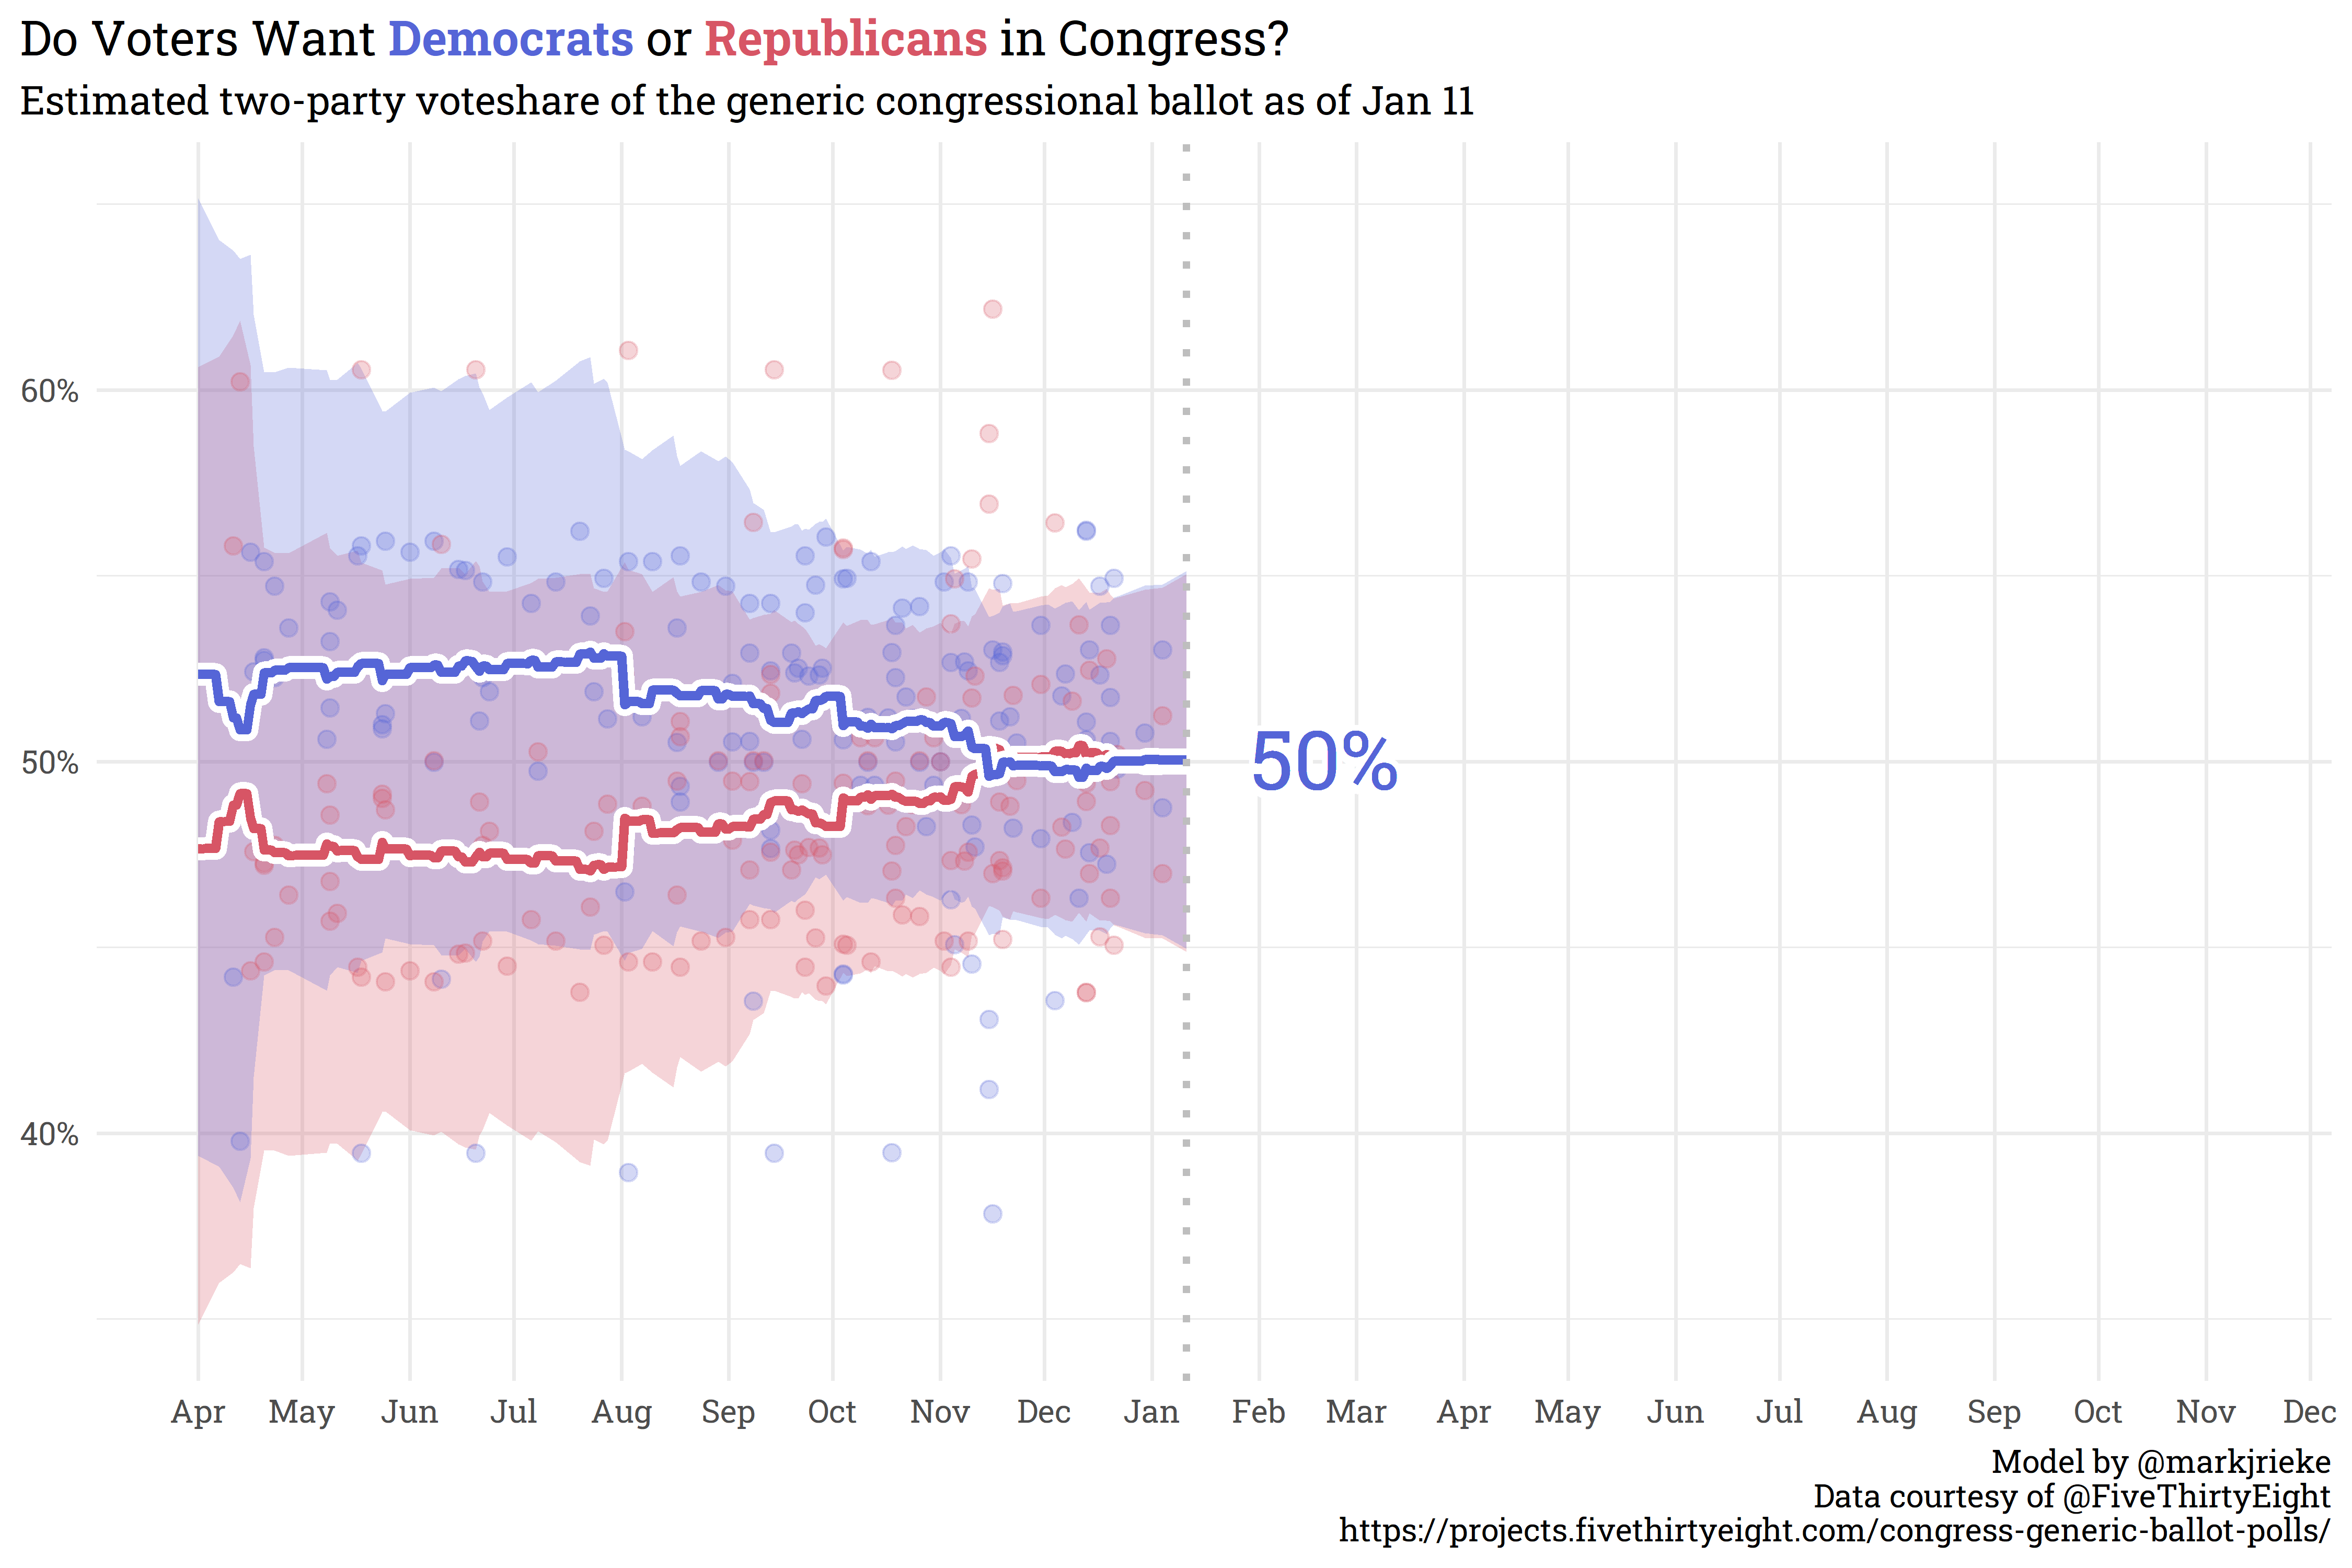 Do Voters Want Democrats or Republicans in Congress?
Estimated two-party voteshare of the generic congressional ballot as of Jan 11
60%
50%
50%
40%
Apr May Jun Jul Aug Sep Oct Nov Dec Jan Feb Mar Apr May Jun Jul Aug Sep Oct Nov Dec
Model by @markjrieke
Data courtesy of @FiveThirtyEight
https://projects.fivethirtyeight.com/congress-generic-ballot-polls/